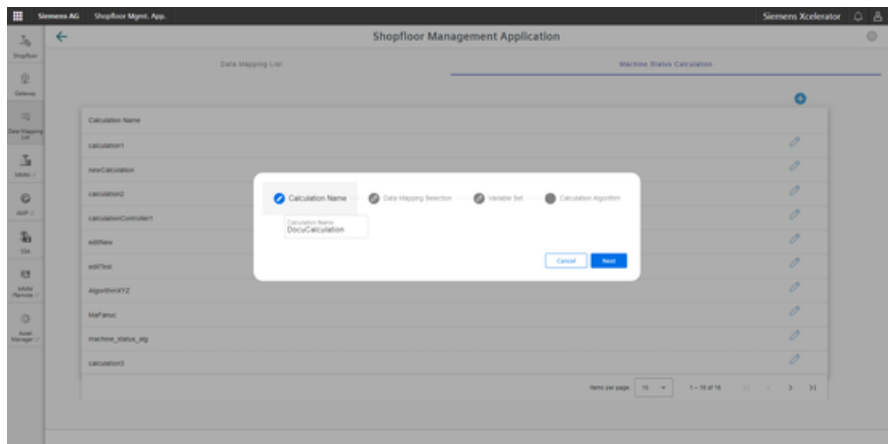 Siemens AG Shopfloor Mgmt. App. Siemens Xcelerator
Shopfloor Management Application
Shopfloor
Data Mapping List Machine Status Calculation
Gateway
Calculation Name
Data Mapping List
calculation1
newCalculation
MMM
calculation2
Calculation Name Data Mapping Selection Variable Set Calculation Algorithm
calculationController1
Calculation Name
DocuCalculation
editNew
SSA
Cancel Next
editTest
AlgorithmXYZ
MMM /Remote
MaFanuc
Asset Manager
machine_status_alg
calculation3
Items per page: 10 1 – 10 of